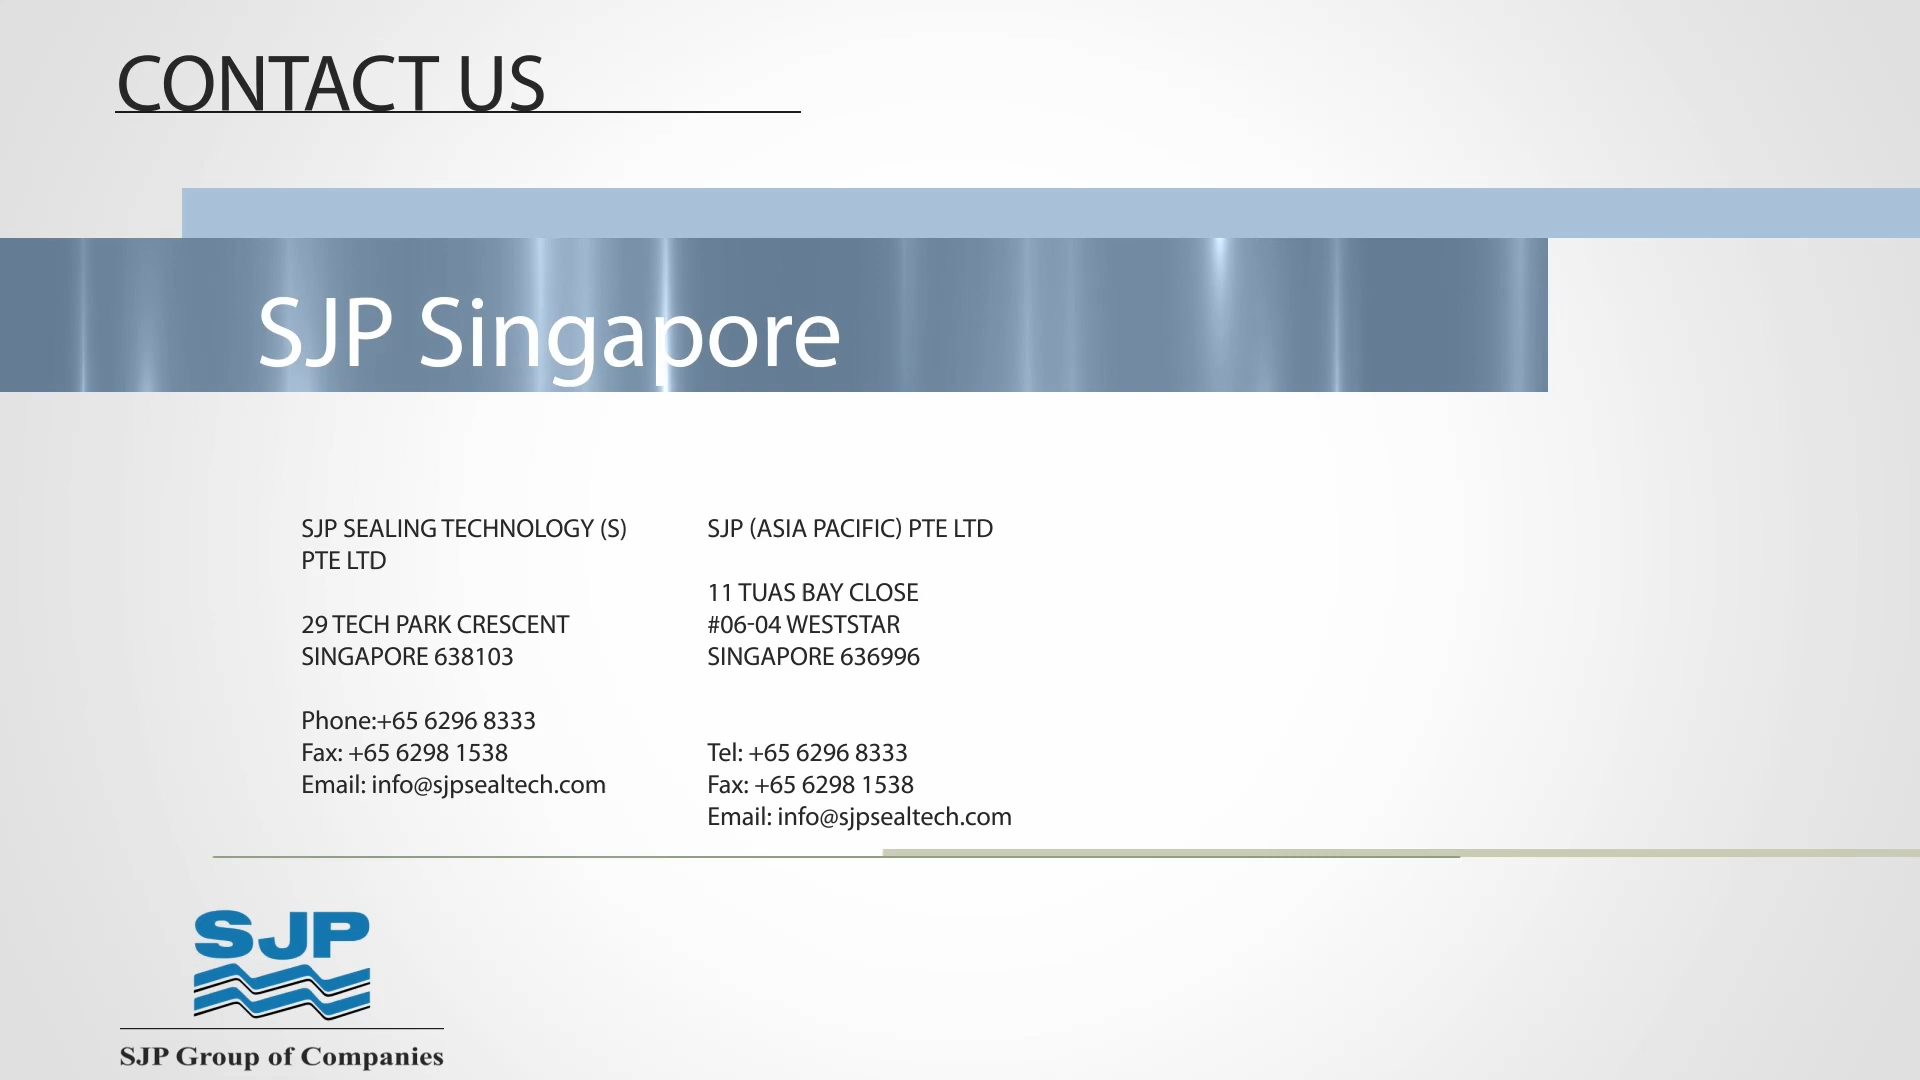 CONTACT US
SJP Singapore
SJP SEALING TECHNOLOGY (S)
PTE LTD
29 TECH PARK CRESCENT
SINGAPORE 638103
Phone:+65 6296 8333
Fax: +65 6298 1538
Email: info@sjpsealtech.com
SJP (ASIA PACIFIC) PTE LTD
11 TUAS BAY CLOSE
#06-04 WESTSTAR
SINGAPORE 636996
Tel: +65 6296 8333
Fax: +65 6298 1538
Email: info@sjpsealtech.com
SJP
SJP Group of Companies